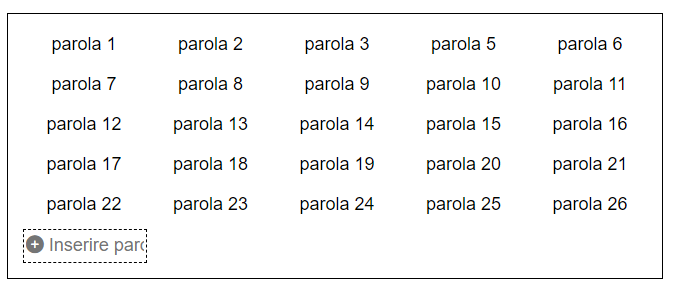 parola 1 parola 2 parola 3 parola 5 parola 6
parola 7 parola 8 parola 9 parola 10 parola 11
parola 12 parola 13 parola 14 parola 15 parola 16
parola 17 parola 18 parola 19 parola 20 parola 21
parola 22 parola 23 parola 24 parola 25 parola 26
Inserire paro